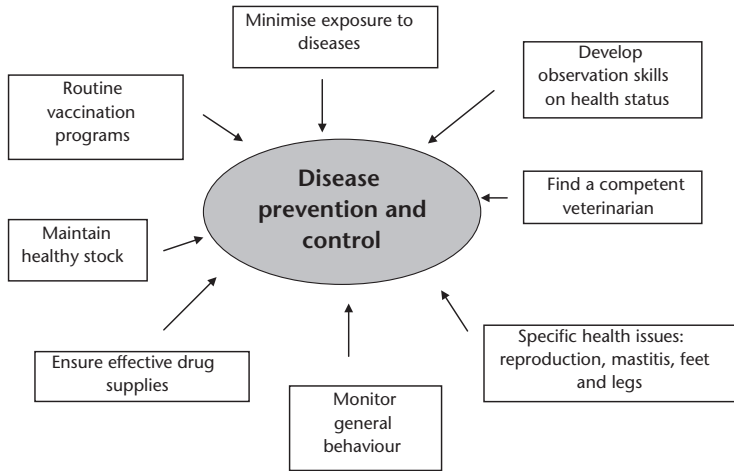 Minimise exposure to
diseases
Develop
observation skills
on health status
Routine
vaccination
programs
Disease
prevention and
control
Find a competent
veterinarian
Maintain
healthy stock
Specific health issues:
reproduction, mastitis, feet
and legs
Ensure effective drug
supplies
Monitor
general
behaviour